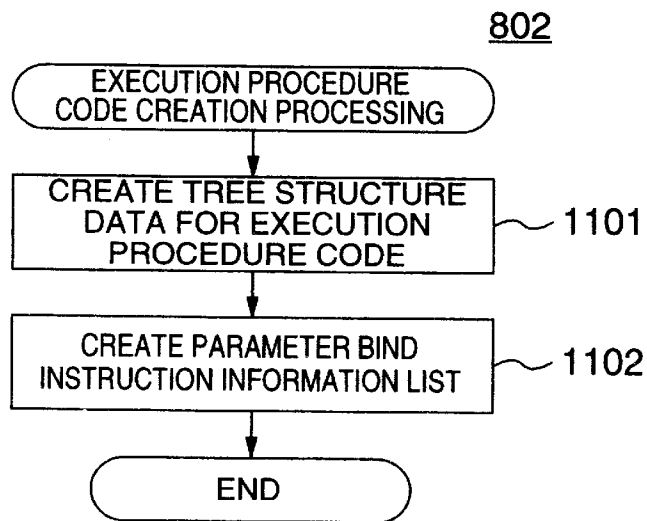 802
EXECUTION PROCEDURE
CODE CREATION PROCESSING
CREATE TREE STRUCTURE
DATA FOR EXECUTION
PROCEDURE CODE
1101
CREATE PARAMETER BIND
INSTRUCTION INFORMATION LIST
1102
END